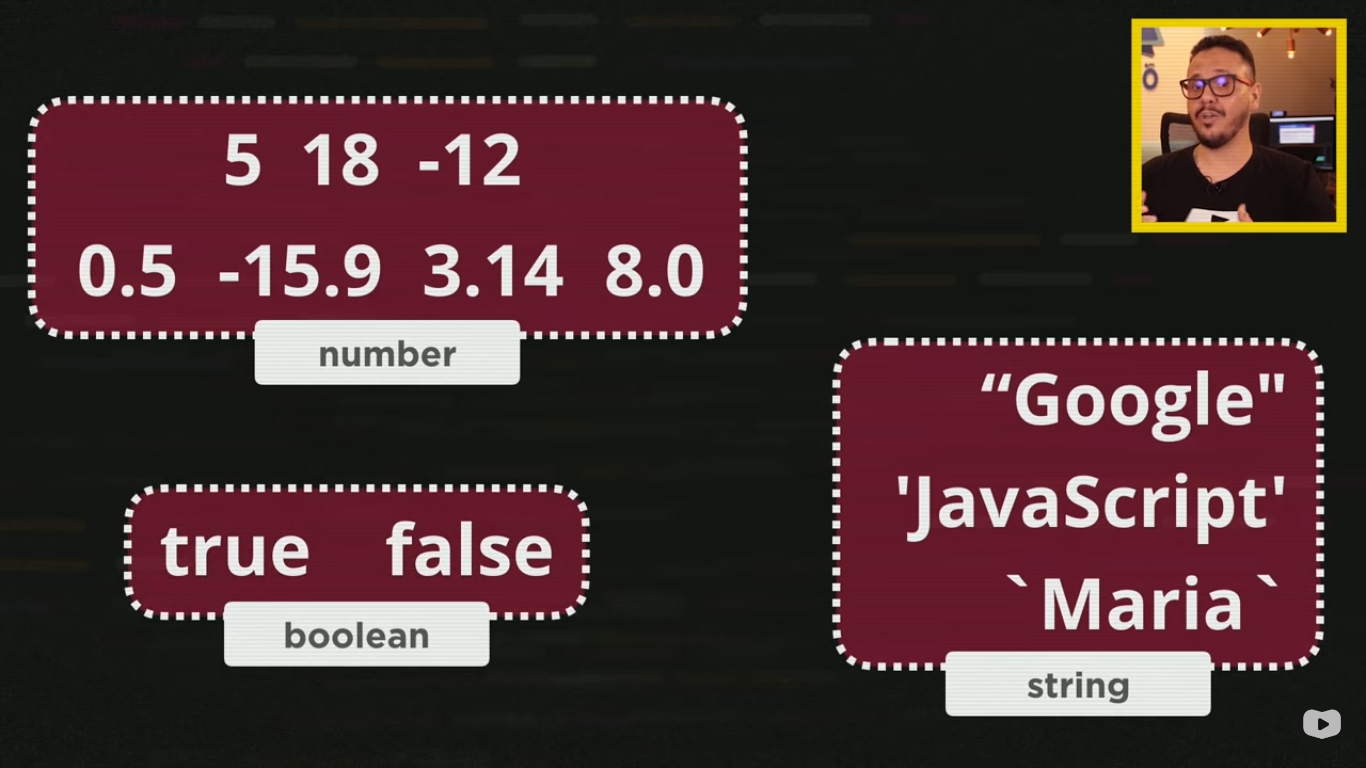 5 18 -12
0.5 -15.9 3.14 8.0
number
true false
boolean
“Google"
'JavaScript'
`Maria`
string